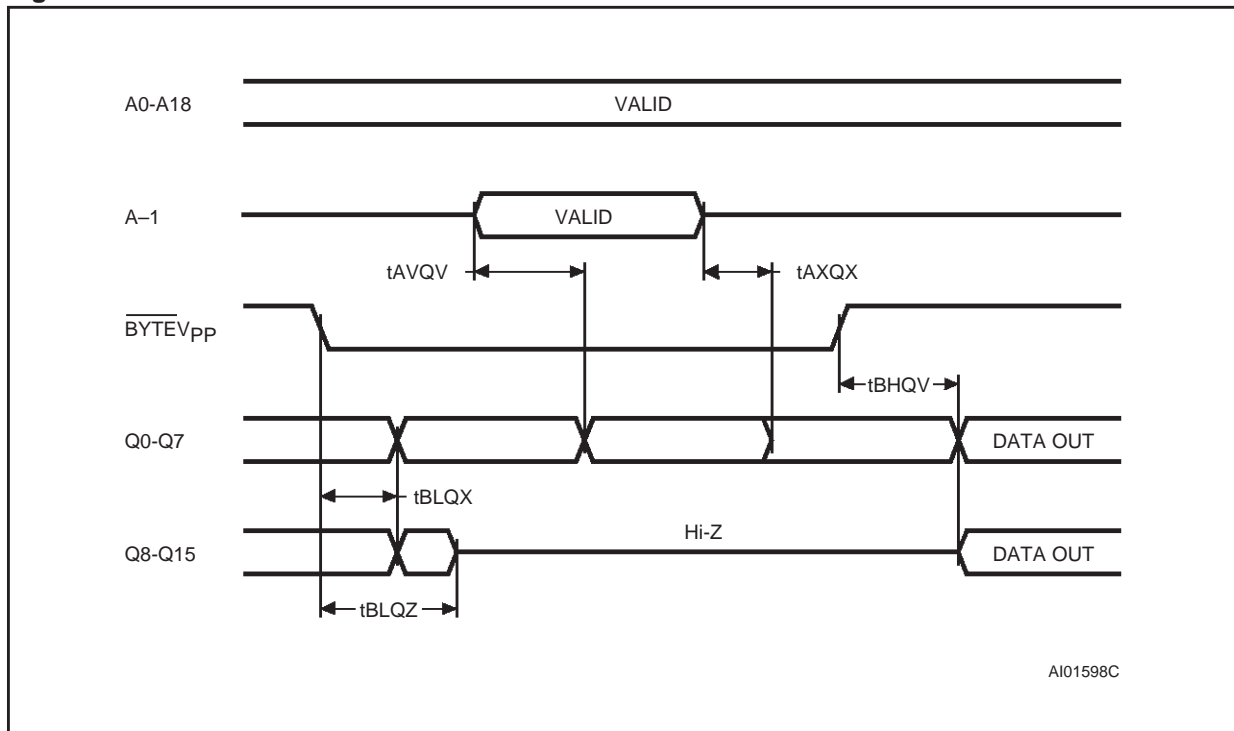 A0-A18 VALID
A–1 VALID
tAVQV tAXQX
BYTEVPP
tBHQV
Q0-Q7 DATA OUT
tBLQX
Hi-Z
Q8-Q15 DATA OUT
tBLQZ
AI01598C